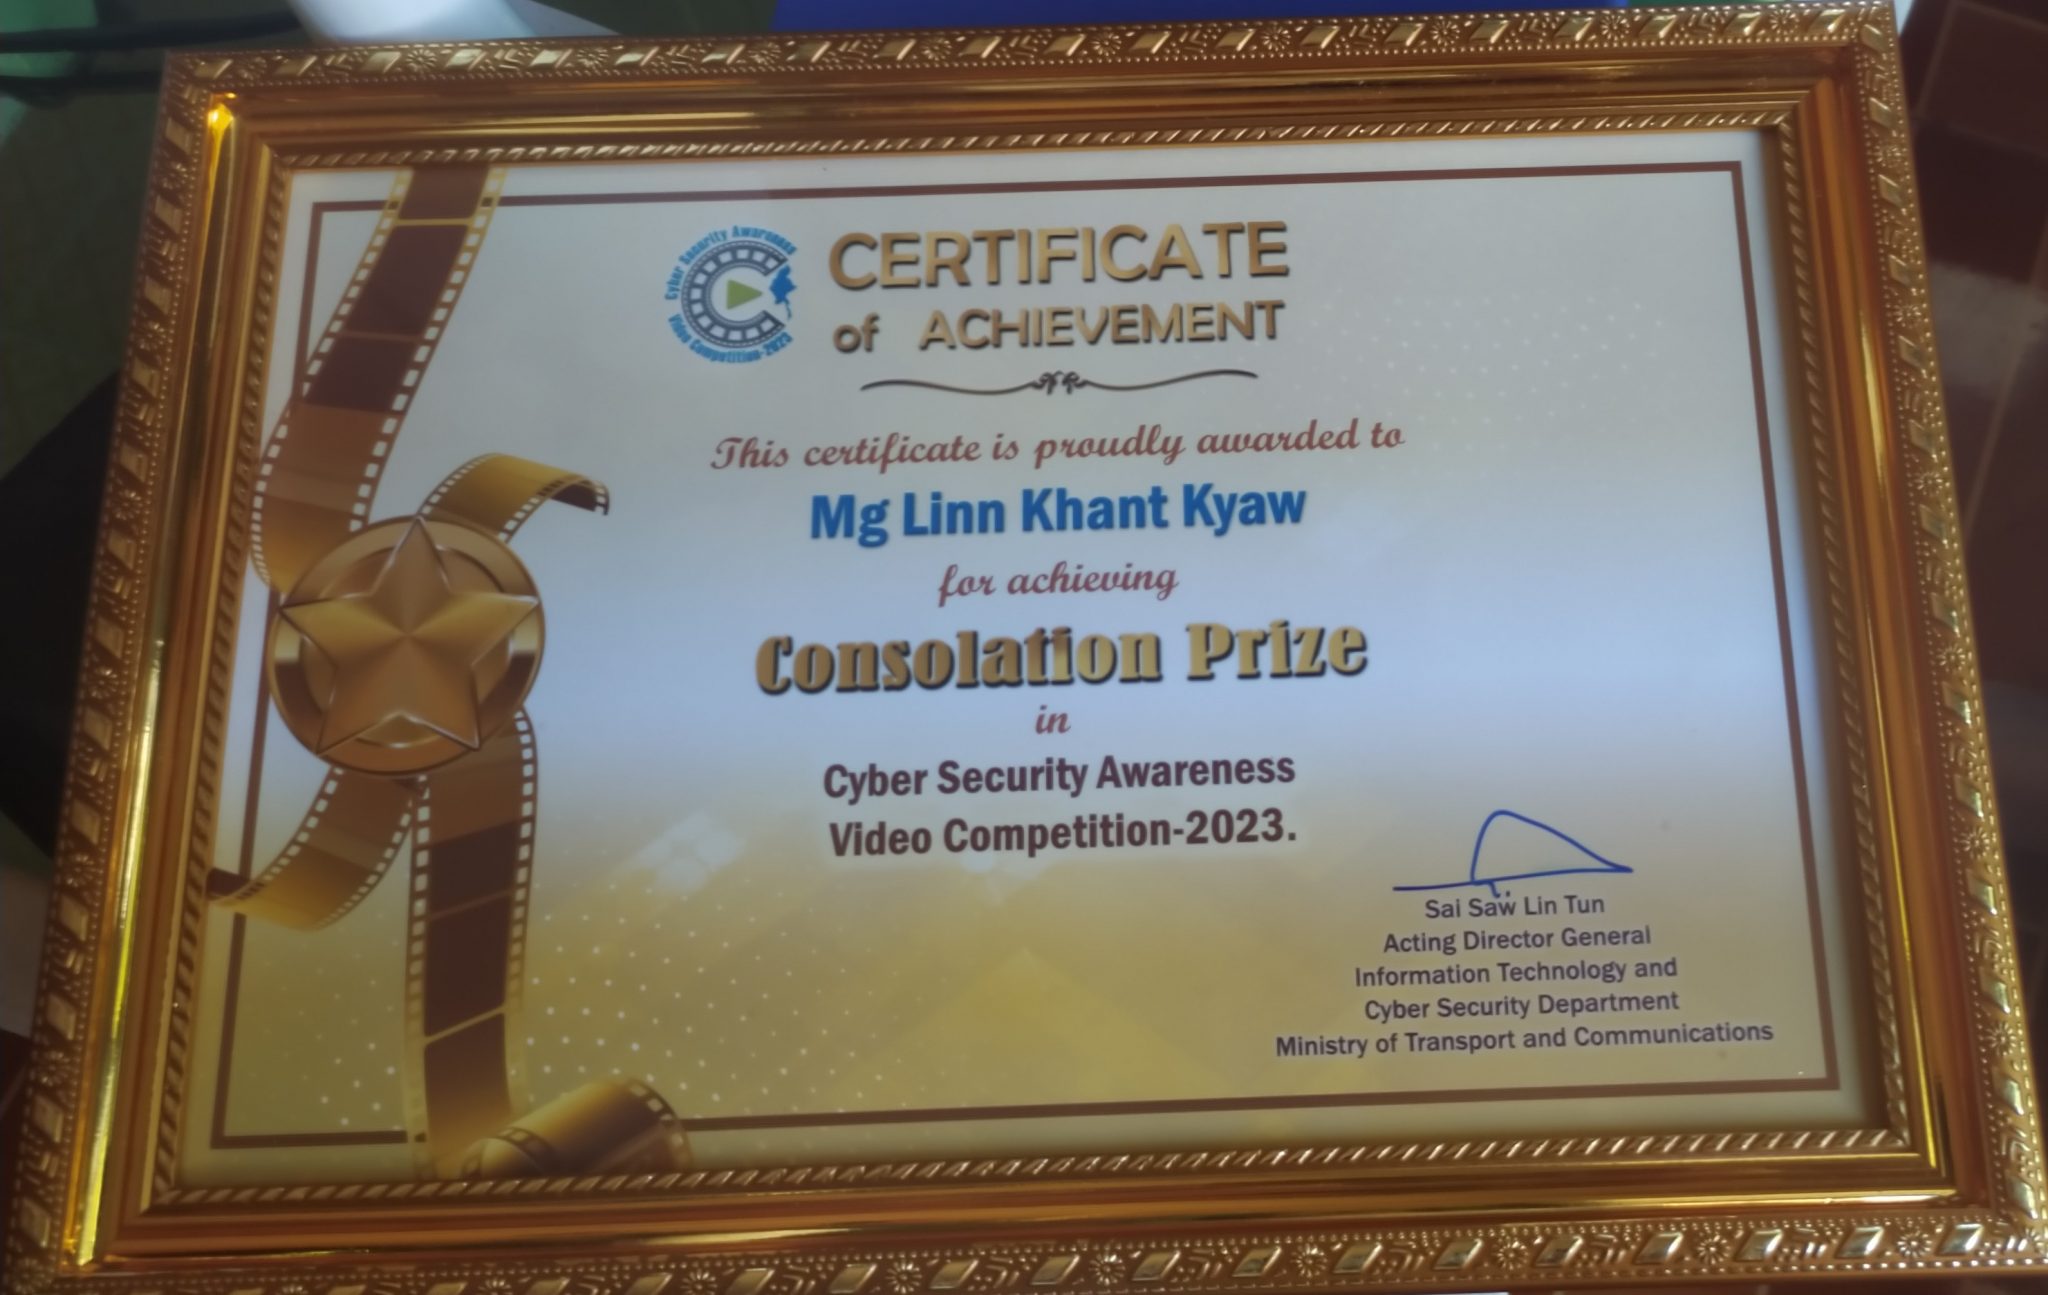 Cyber Security Awareness
Video Competition-2023
CERTIFICATE
of ACHIEVEMENT
This certificate is proudly awarded to
Mg Linn Khant Kyaw
for achieving
Consolation Prize
in
Cyber Security Awareness
Video Competition-2023.
Sai Saw Lin Tun
Acting Director General
Information Technology and
Cyber Security Department
Ministry of Transport and Communications